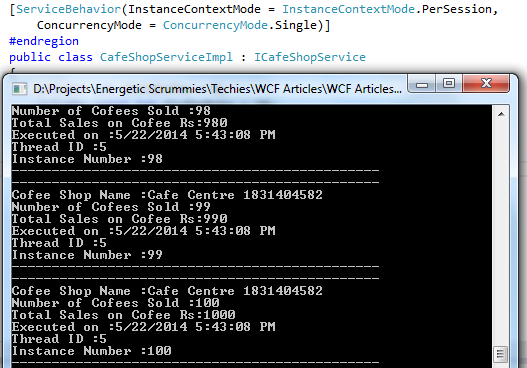 [ServiceBehavior(InstanceContextMode = InstanceContextMode.PerSession,
ConcurrencyMode = ConcurrencyMode.Single)]
#endregion
public class CafeShopServiceImpl : ICafeShopService
{
D:\Projects\Energetic Scrummies\Techies\WCF Articles\WCF Articles...
Number of Cofees Sold :98
Total Sales on Cofee Rs:980
Executed on :5/22/2014 5:43:08 PM
Thread ID :5
Instance Number :98
------------------------------------------------
------------------------------------------------
Cofee Shop Name :Cafe Centre 1831404582
Number of Cofees Sold :99
Total Sales on Cofee Rs:990
Executed on :5/22/2014 5:43:08 PM
Thread ID :5
Instance Number :99
------------------------------------------------
------------------------------------------------
Cofee Shop Name :Cafe Centre 1831404582
Number of Cofees Sold :100
Total Sales on Cofee Rs:1000
Executed on :5/22/2014 5:43:08 PM
Thread ID :5
Instance Number :100
------------------------------------------------